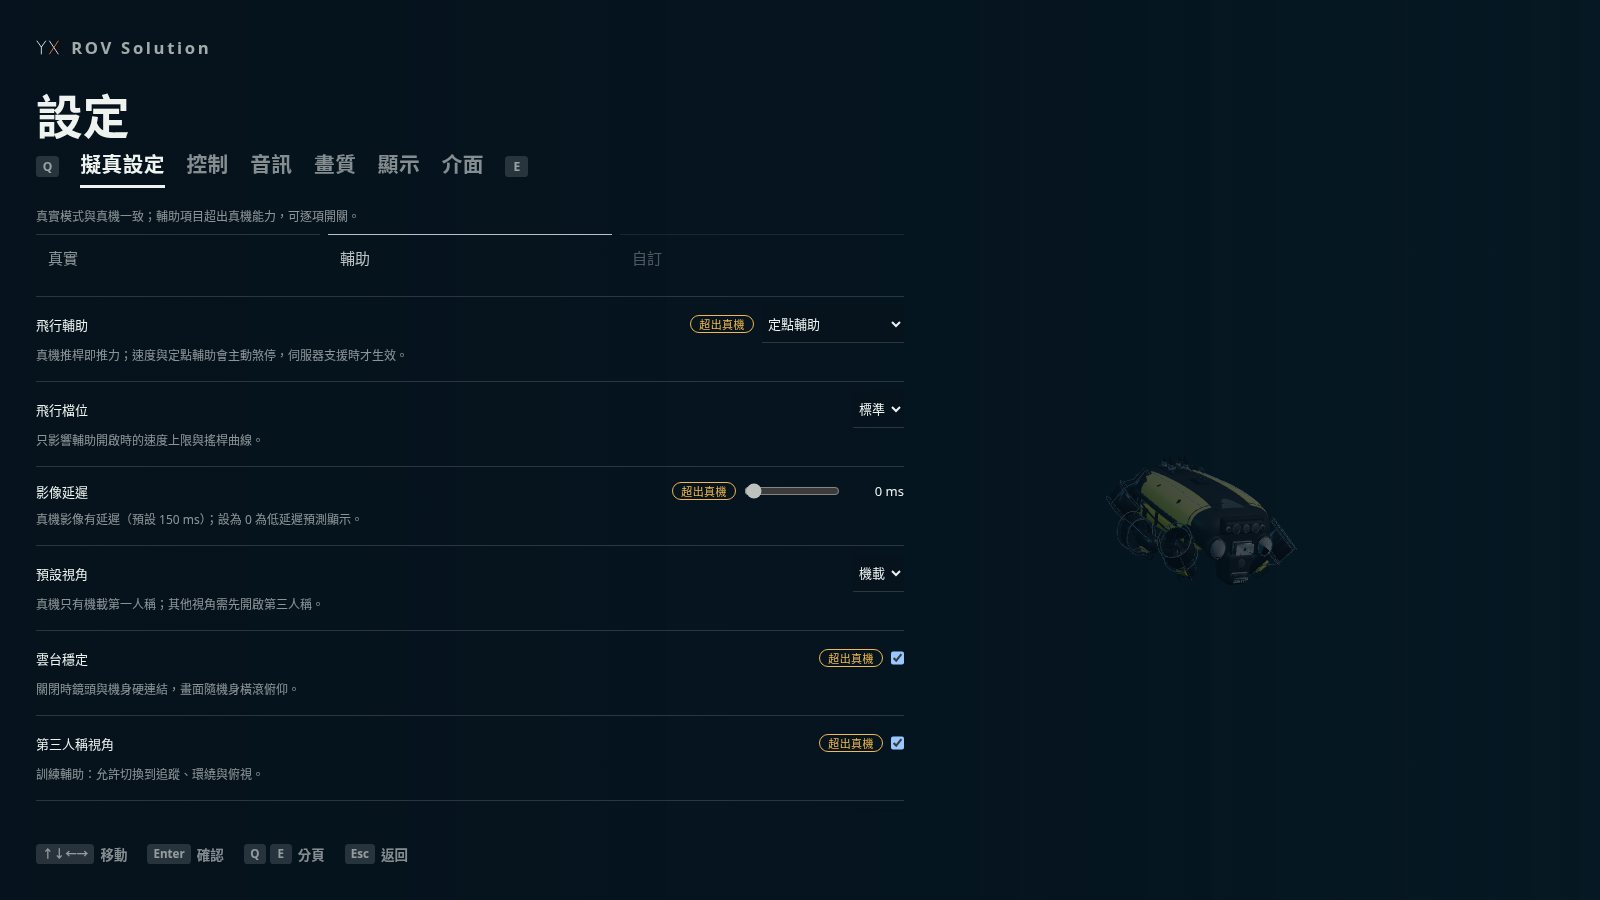 YX ROV Solution
設定
Q 擬真設定 控制 音訊 畫質 顯示 介面 E
真實模式與真機一致；輔助項目超出真機能力，可逐項開關。
真實 輔助 自訂
飛行輔助 超出真機 定點輔助
真機推桿即推力；速度與定點輔助會主動煞停，伺服器支援時才生效。
飛行檔位 標準
只影響輔助開啟時的速度上限與搖桿曲線。
影像延遲 超出真機 0 ms
真機影像有延遲（預設 150 ms）；設為 0 為低延遲預測顯示。
預設視角 機載
真機只有機載第一人稱；其他視角需先開啟第三人稱。
雲台穩定 超出真機
關閉時鏡頭與機身硬連結，畫面隨機身橫滾俯仰。
第三人稱視角 超出真機
訓練輔助：允許切換到追蹤、環繞與俯視。
↑↓←→ 移動 Enter 確認 Q E 分頁 Esc 返回